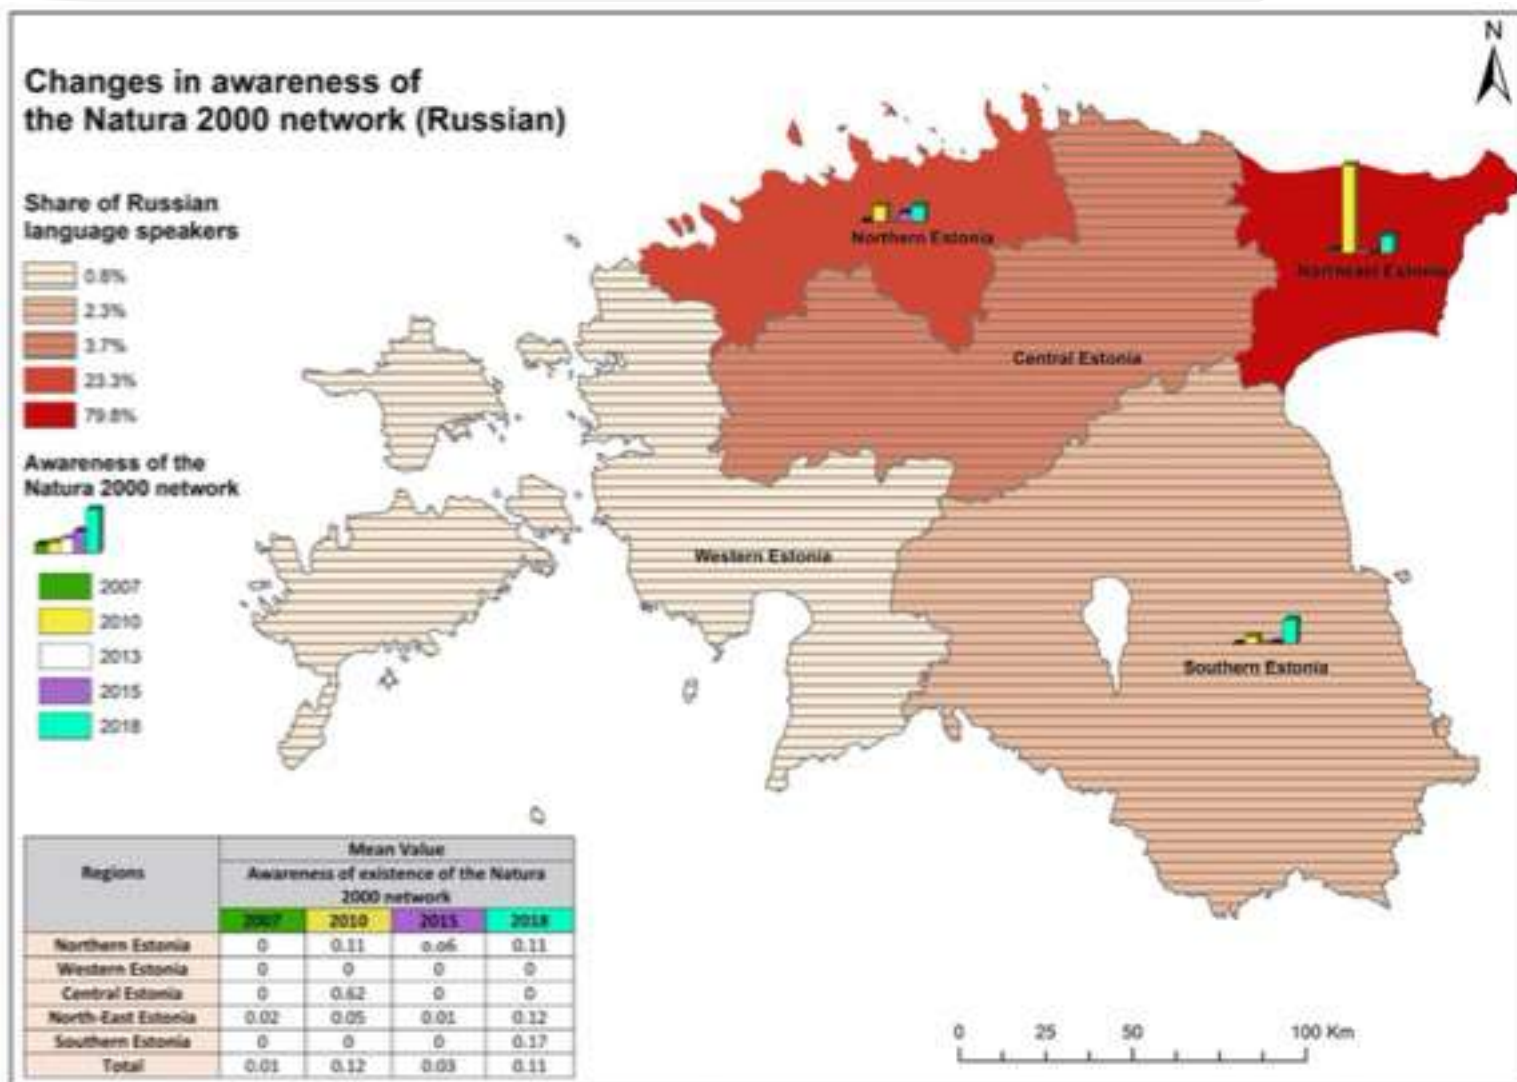 N
Changes in awareness of
the Natura 2000 network (Russian)
Share of Russian
language speakers
0.8%
2.3%
3.7%
23.3%
79.8%
Awareness of the
Natura 2000 network
2007
2010
2013
2015
2018
Northern Estonia
Northeast Estonia
Central Estonia
Western Estonia
Southern Estonia
Regions
Mean Value
Awareness of existence of the Natura
2000 network
2007 2010 2015 2018
Northern Estonia 0 0.11 0.06 0.11
Western Estonia 0 0 0 0
Central Estonia 0 0.62 0 0
North-East Estonia 0.02 0.05 0.01 0.12
Southern Estonia 0 0 0 0.17
Total 0.01 0.12 0.03 0.11
0 25 50 100 Km